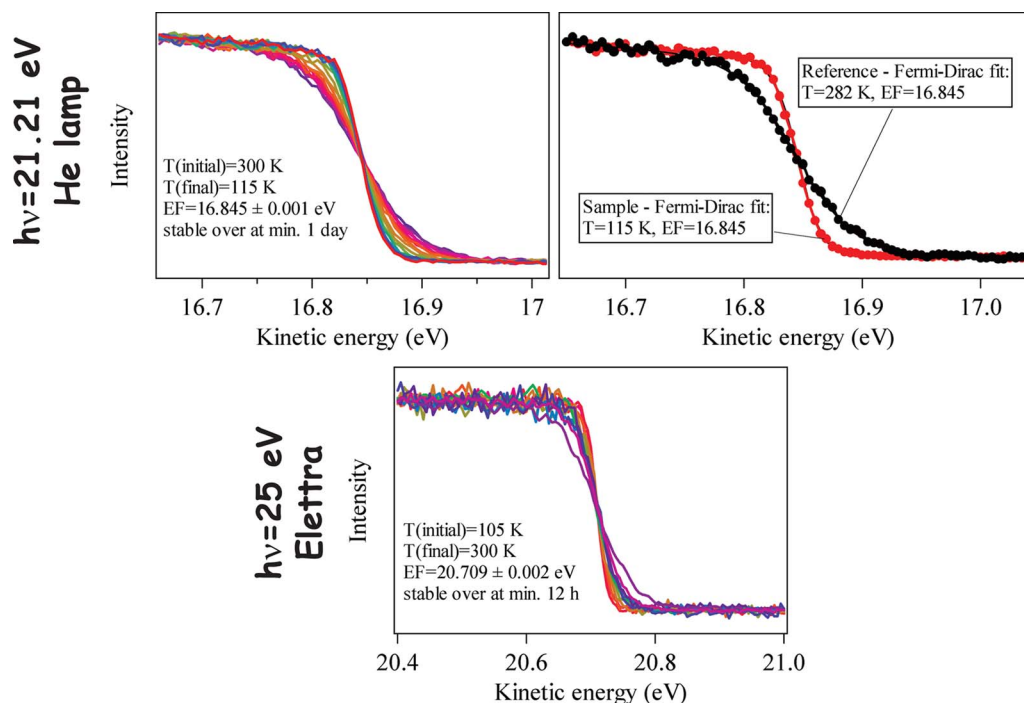 hν=21.21 eV
He lamp
Intensity
T(initial)=300 K
T(final)=115 K
EF=16.845 ± 0.001 eV
stable over at min. 1 day
16.7
16.8
16.9
17
Kinetic energy (eV)
Reference - Fermi-Dirac fit:
T=282 K, EF=16.845
Sample - Fermi-Dirac fit:
T=115 K, EF=16.845
16.7
16.8
16.9
17.0
Kinetic energy (eV)
hν=25 eV
Elettra
Intensity
T(initial)=105 K
T(final)=300 K
EF=20.709 ± 0.002 eV
stable over at min. 12 h
20.4
20.6
20.8
21.0
Kinetic energy (eV)